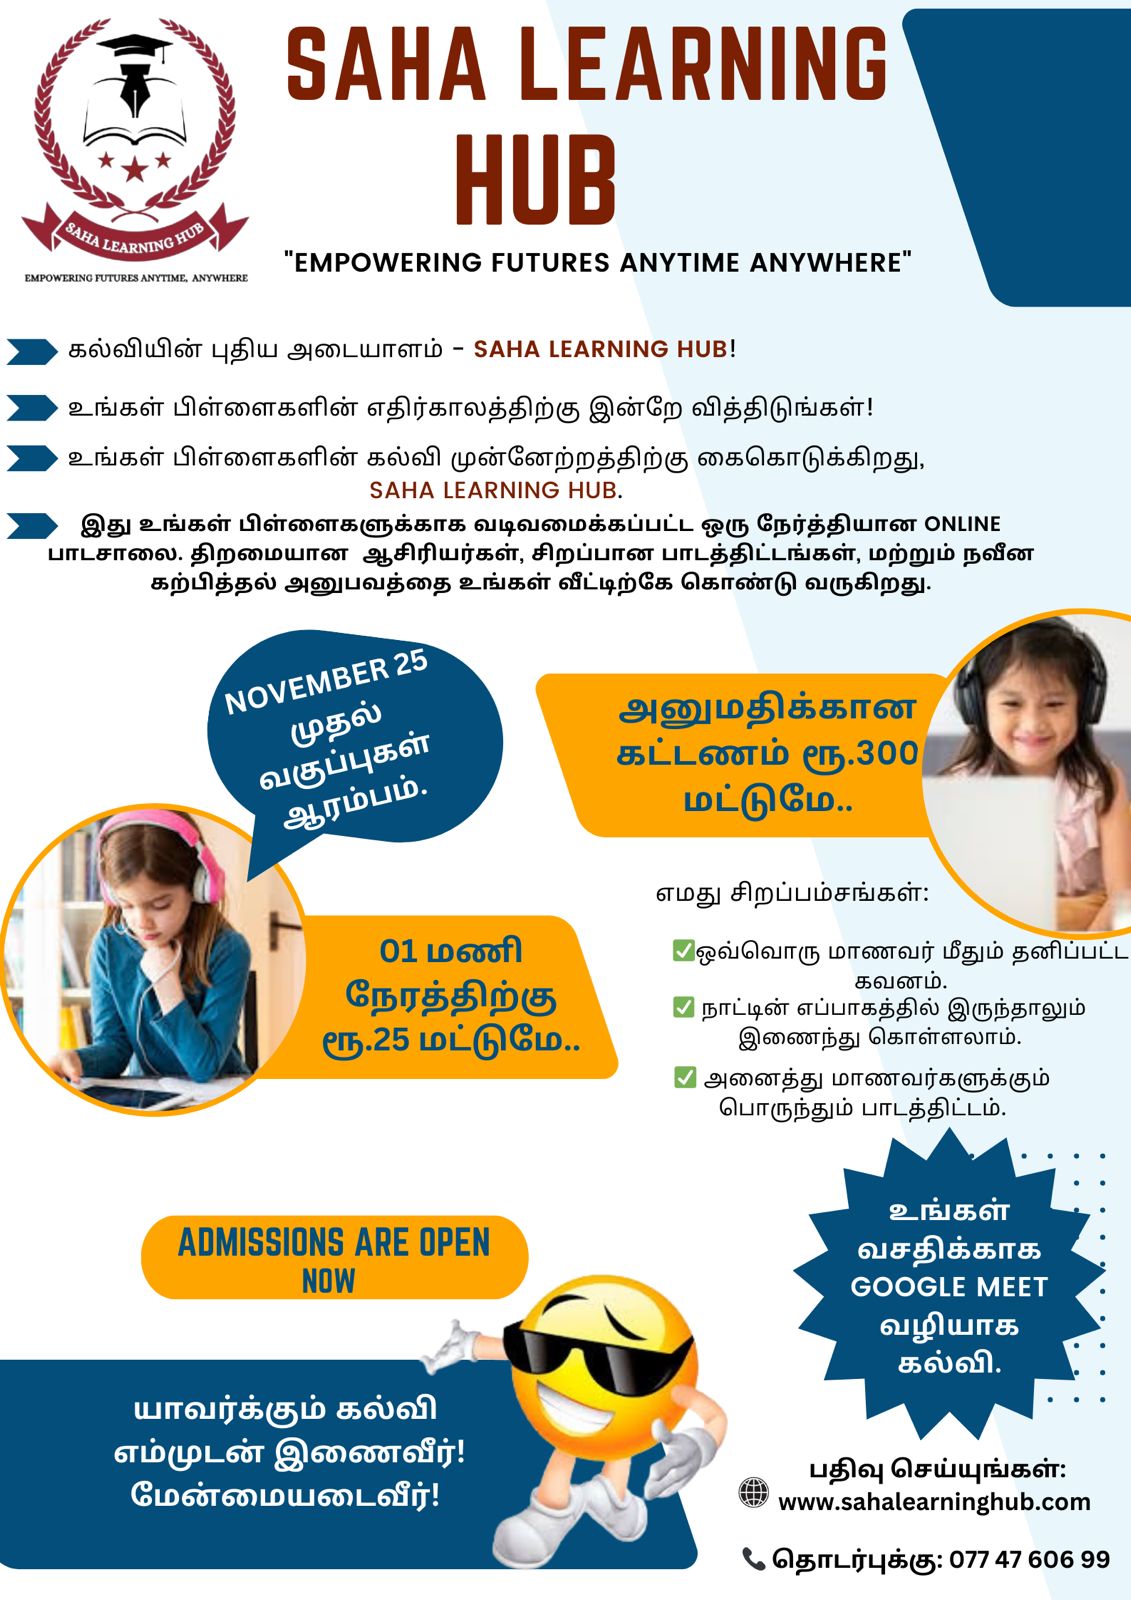 SAHA LEARNING HUB
EMPOWERING FUTURES ANYTIME, ANYWHERE
SAHA LEARNING
HUB
"EMPOWERING FUTURES ANYTIME ANYWHERE"
கல்வியின் புதிய அடையாளம் - SAHA LEARNING HUB!
உங்கள் பிள்ளைகளின் எதிர்காலத்திற்கு இன்றே வித்திடுங்கள்!
உங்கள் பிள்ளைகளின் கல்வி முன்னேற்றத்திற்கு கைகொடுக்கிறது,
SAHA LEARNING HUB.
இது உங்கள் பிள்ளைகளுக்காக வடிவமைக்கப்பட்ட ஒரு நேர்த்தியான ONLINE
பாடசாலை. திறமையான ஆசிரியர்கள், சிறப்பான பாடத்திட்டங்கள், மற்றும் நவீன
கற்பித்தல் அனுபவத்தை உங்கள் வீட்டிற்கே கொண்டு வருகிறது.
NOVEMBER 25
முதல்
வகுப்புகள்
ஆரம்பம்.
அனுமதிக்கான
கட்டணம் ரூ.300
மட்டுமே..
01 மணி
நேரத்திற்கு
ரூ.25 மட்டுமே..
எமது சிறப்பம்சங்கள்:
✅ஒவ்வொரு மாணவர் மீதும் தனிப்பட்ட
கவனம்.
✅ நாட்டின் எப்பாகத்தில் இருந்தாலும்
இணைந்து கொள்ளலாம்.
✅ அனைத்து மாணவர்களுக்கும்
பொருந்தும் பாடத்திட்டம்.
ADMISSIONS ARE OPEN
NOW
உங்கள்
வசதிக்காக
GOOGLE MEET
வழியாக
கல்வி.
யாவர்க்கும் கல்வி
எம்முடன் இணைவீர்!
மேன்மையடைவீர்!
பதிவு செய்யுங்கள்:
www.sahalearninghub.com
தொடர்புக்கு: 077 47 606 99